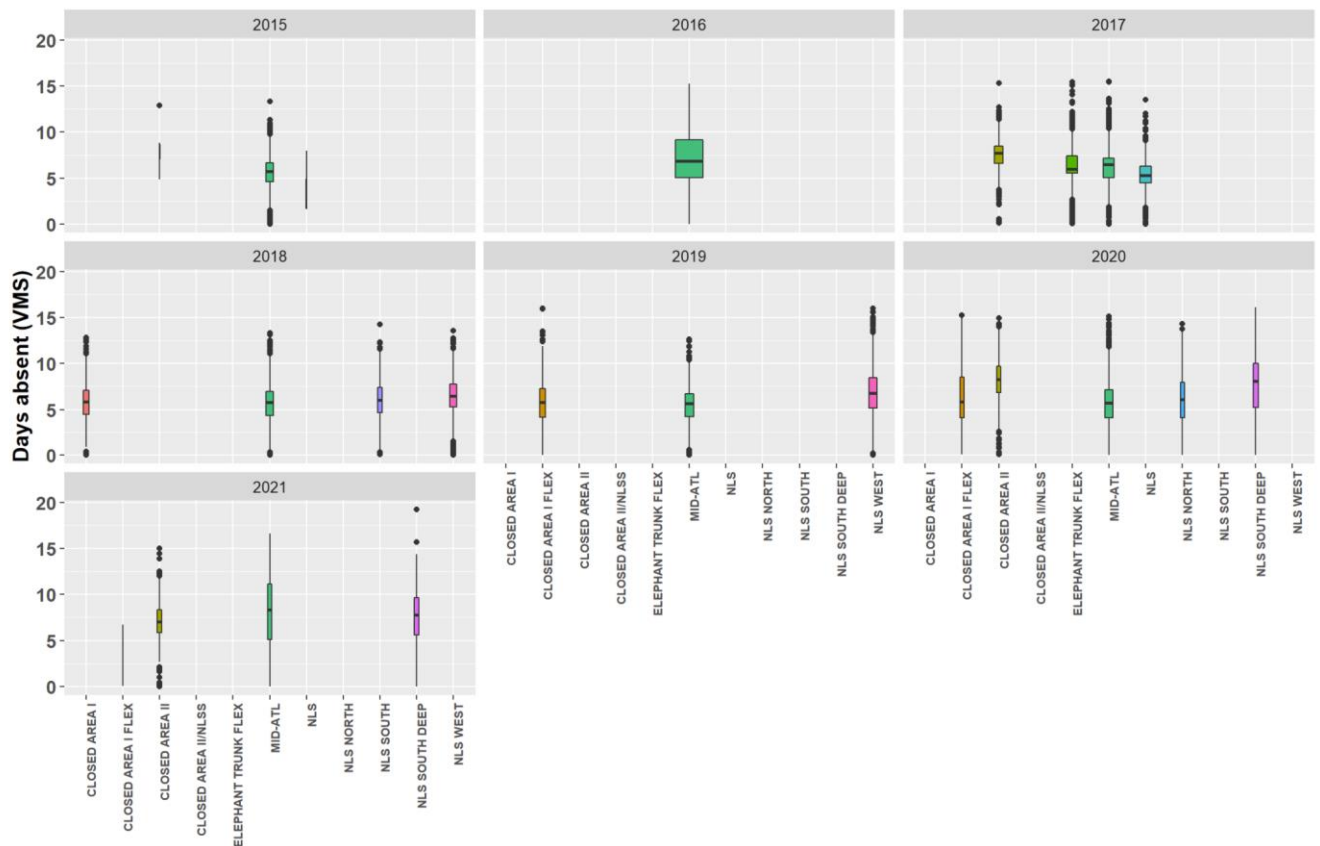 2015
2016
2017
20
15
10
5
0
2018
2019
2020
20
15
10
5
0
Days absent (VMS)
2021
20
15
10
5
0
CLOSED AREA I
CLOSED AREA I FLEX
CLOSED AREA II
CLOSED AREA II/NLSS
ELEPHANT TRUNK FLEX
MID-ATL
NLS
NLS NORTH
NLS SOUTH
NLS SOUTH DEEP
NLS WEST
CLOSED AREA I
CLOSED AREA I FLEX
CLOSED AREA II
CLOSED AREA II/NLSS
ELEPHANT TRUNK FLEX
MID-ATL
NLS
NLS NORTH
NLS SOUTH
NLS SOUTH DEEP
NLS WEST
CLOSED AREA I
CLOSED AREA I FLEX
CLOSED AREA II
CLOSED AREA II/NLSS
ELEPHANT TRUNK FLEX
MID-ATL
NLS
NLS NORTH
NLS SOUTH
NLS SOUTH DEEP
NLS WEST